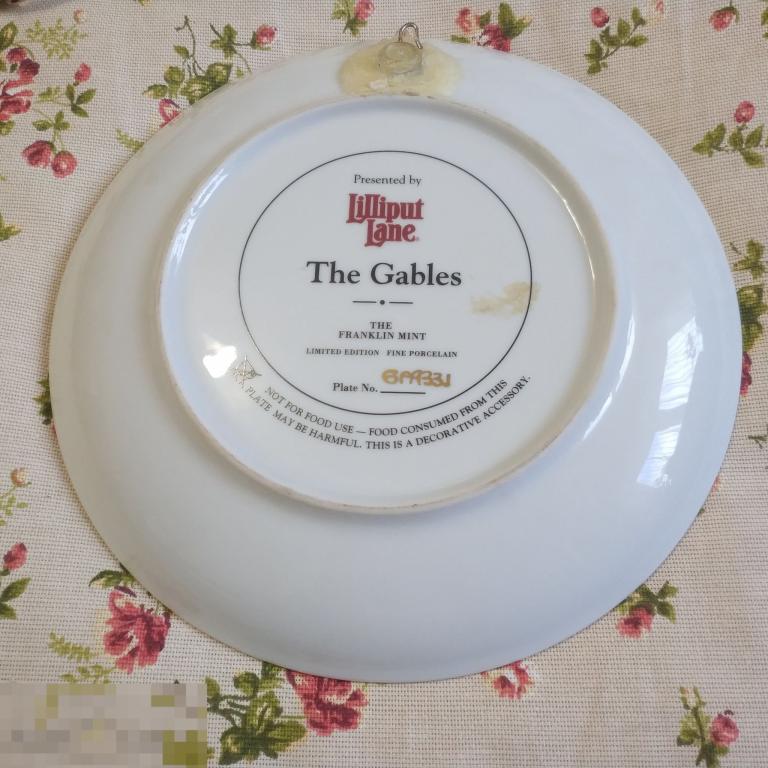 Presented by
Lilliput
Lane
The Gables
THE
FRANKLIN MINT
LIMITED EDITION FINE PORCELAIN
Plate No.
NOT FOR FOOD USE — FOOD CONSUMED FROM THIS
PLATE MAY BE HARMFUL. THIS IS A DECORATIVE ACCESSORY.